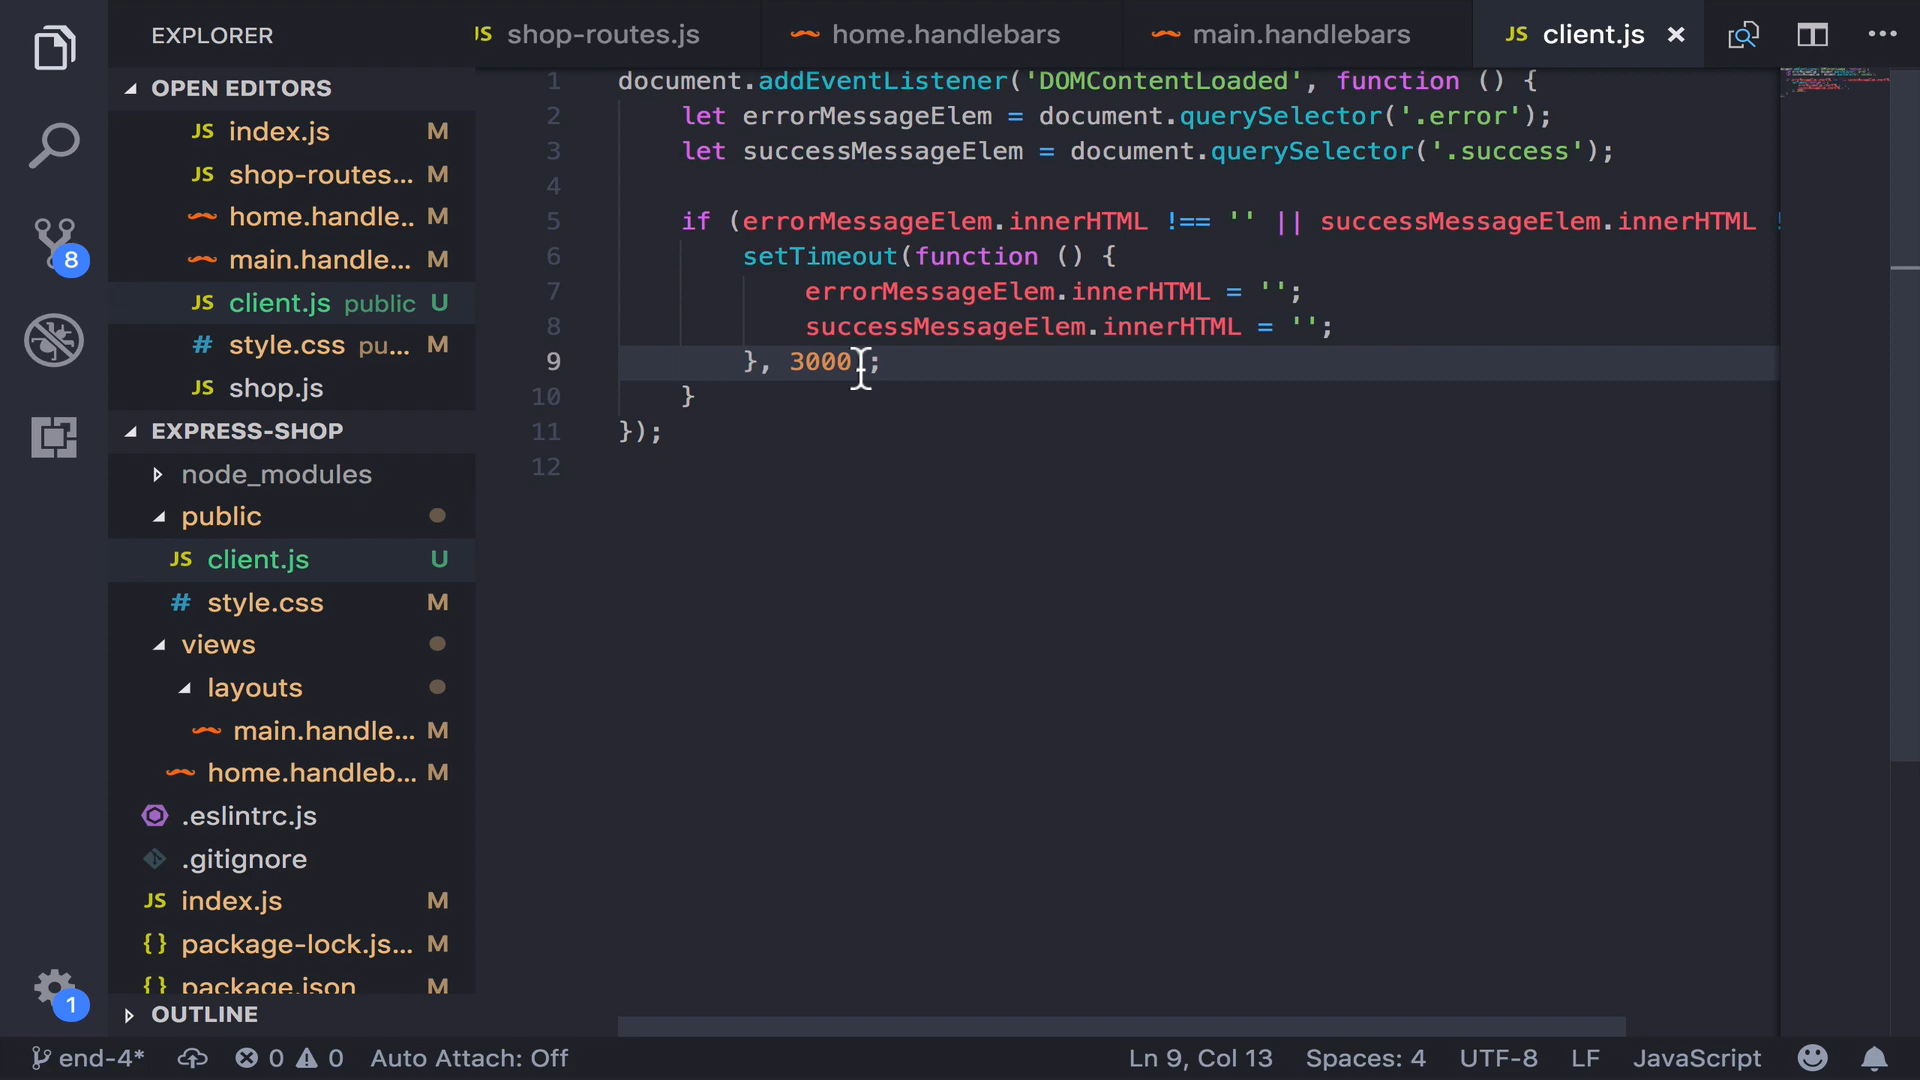 EXPLORER
JS shop-routes.js
home.handlebars
main.handlebars
JS client.js ×
OPEN EDITORS
JS index.js M
JS shop-routes... M
home.handle.. M
main.handle... M
JS client.js public U
# style.css pu... M
JS shop.js
EXPRESS-SHOP
node_modules
public
JS client.js U
# style.css M
views
layouts
main.handle... M
home.handleb... M
.eslintrc.js
.gitignore
JS index.js M
{} package-lock.js... M
{} package.json M
OUTLINE
8
1
1 document.addEventListener('DOMContentLoaded', function () {
2 let errorMessageElem = document.querySelector('.error');
3 let successMessageElem = document.querySelector('.success');
4
5 if (errorMessageElem.innerHTML !== '' || successMessageElem.innerHTML
6 setTimeout(function () {
7 errorMessageElem.innerHTML = '';
8 successMessageElem.innerHTML = '';
9 }, 3000);
10 }
11 });
12
end-4* 0 0 Auto Attach: Off Ln 9, Col 13 Spaces: 4 UTF-8 LF JavaScript